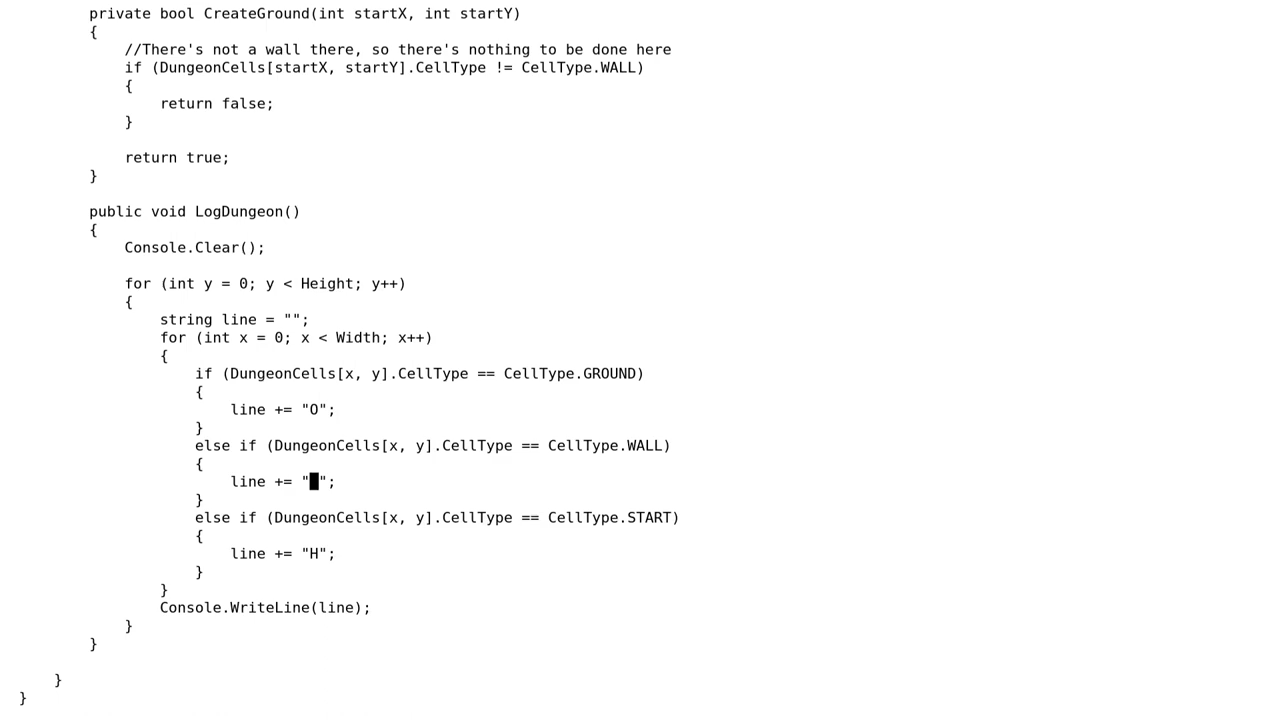 private bool CreateGround(int startX, int startY)
{
//There's not a wall there, so there's nothing to be done here
if (DungeonCells[startX, startY].CellType != CellType.WALL)
{
return false;
}
return true;
}
public void LogDungeon()
{
Console.Clear();
for (int y = 0; y < Height; y++)
{
string line = "";
for (int x = 0; x < Width; x++)
{
if (DungeonCells[x, y].CellType == CellType.GROUND)
{
line += "O";
}
else if (DungeonCells[x, y].CellType == CellType.WALL)
{
line += "█";
}
else if (DungeonCells[x, y].CellType == CellType.START)
{
line += "H";
}
}
Console.WriteLine(line);
}
}
}
}